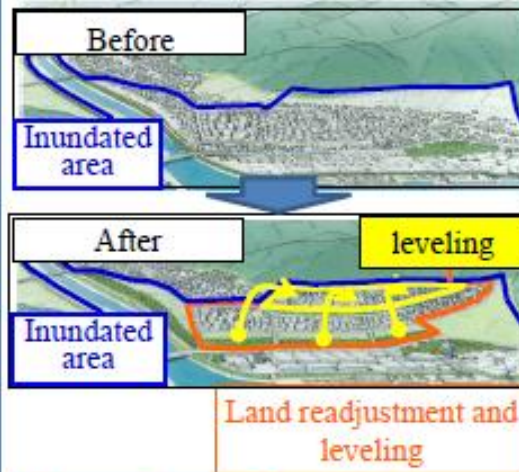 Before
Inundated
area
After
leveling
Inundated
area
Land readjustment and
leveling